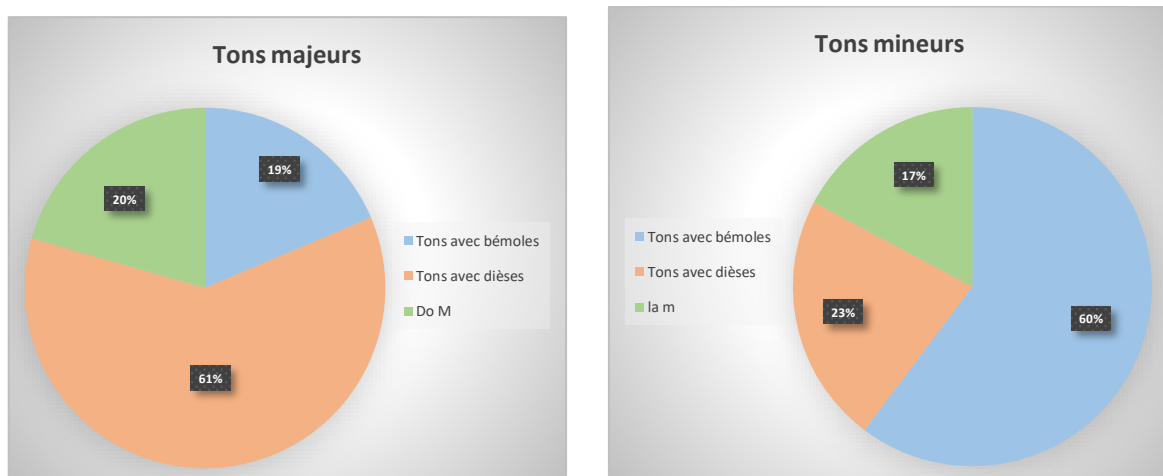 Tons majeurs
19%
20%
61%
Tons avec bémoles
Tons avec dièses
Do M
Tons mineurs
17%
23%
60%
Tons avec bémoles
Tons avec dièses
la m